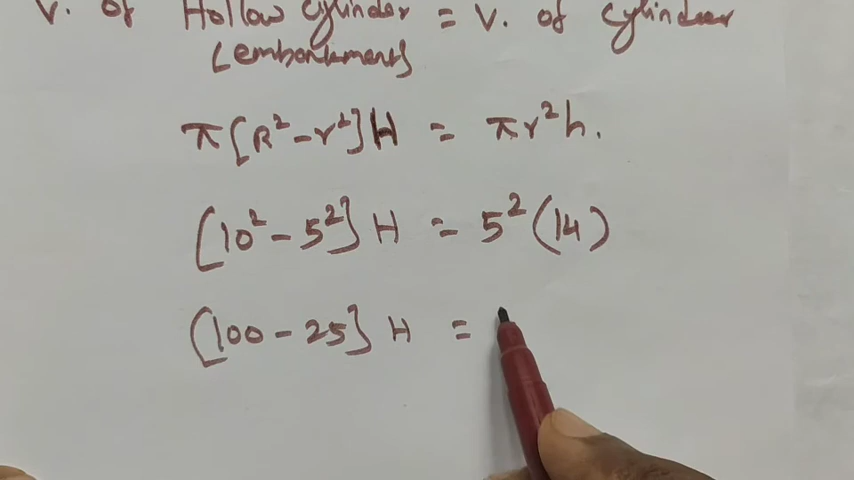 V. of Hollow cylinder = V. of cylinder
(embankment)
π[R² - r²]H = πr²h.
[10² - 5²] H = 5² (14)
[100 - 25] H =